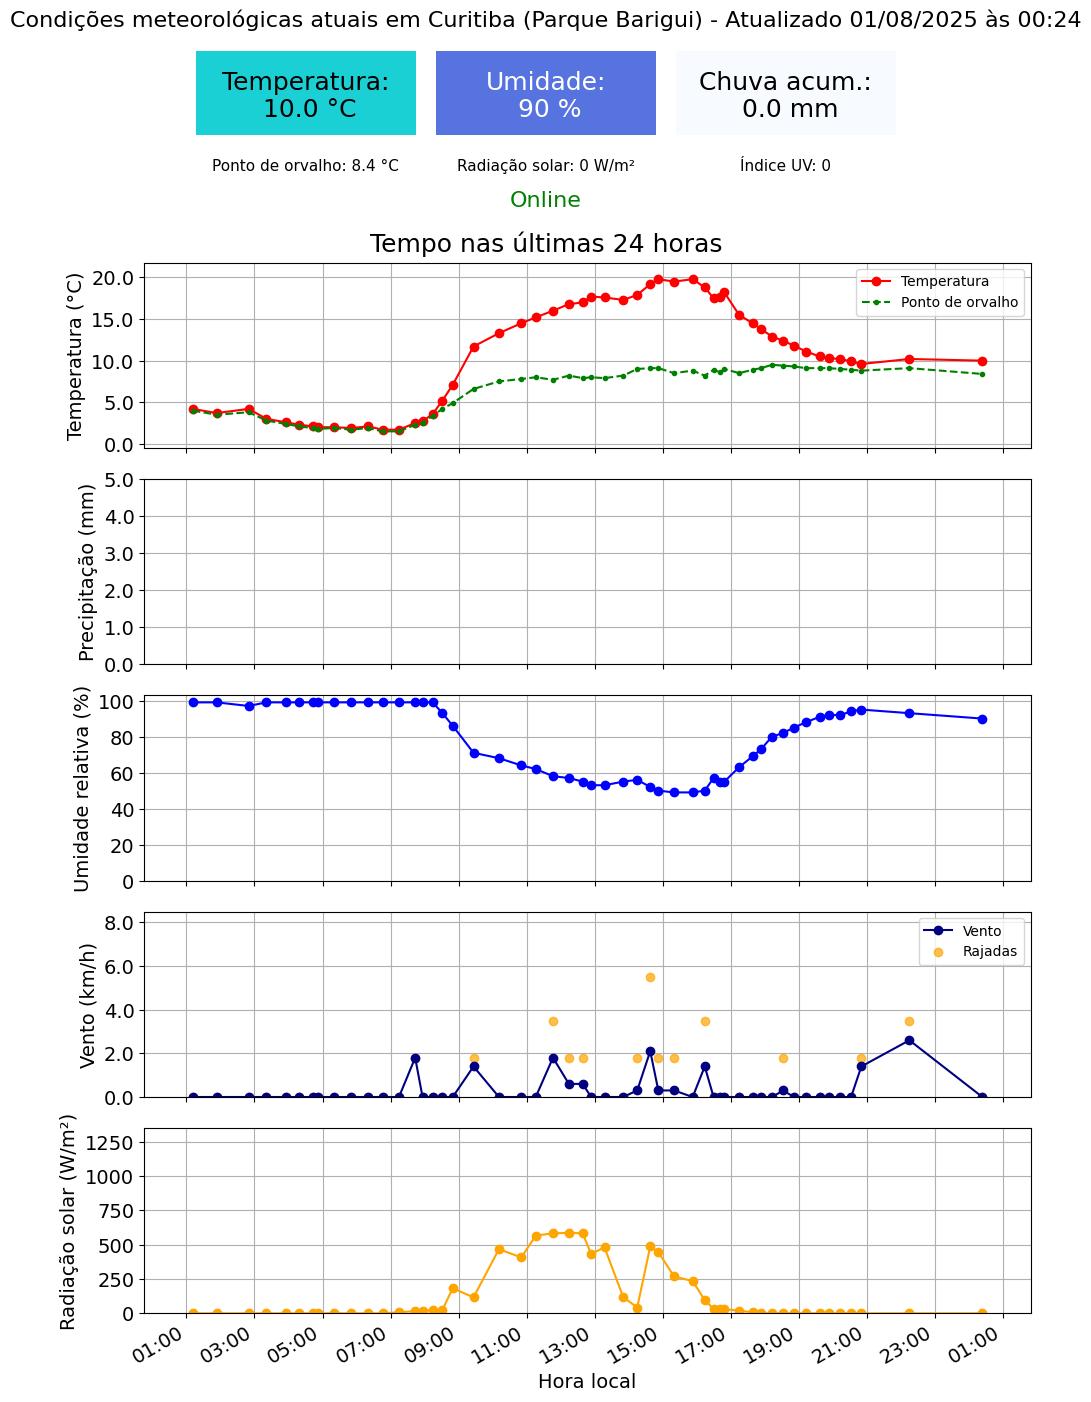 Condições meteorológicas atuais em Curitiba (Parque Barigui) - Atualizado 01/08/2025 às 00:24
Temperatura:
10.0 °C
Umidade:
90 %
Chuva acum.:
0.0 mm
Ponto de orvalho: 8.4 °C
Radiação solar: 0 W/m²
Índice UV: 0
Online
Tempo nas últimas 24 horas
Temperatura (°C)
20.0
15.0
10.0
5.0
0.0
Temperatura
Ponto de orvalho
Precipitação (mm)
5.0
4.0
3.0
2.0
1.0
0.0
Umidade relativa (%)
100
80
60
40
20
0
Vento (km/h)
8.0
6.0
4.0
2.0
0.0
Vento
Rajadas
Radiação solar (W/m²)
1250
1000
750
500
250
0
01:00
03:00
05:00
07:00
09:00
11:00
13:00
15:00
17:00
19:00
21:00
23:00
01:00
Hora local